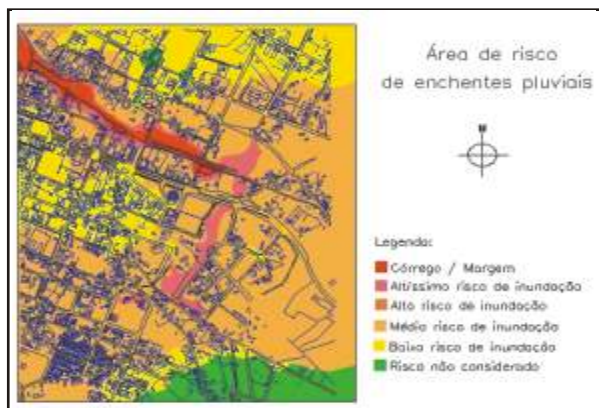 Área de risco
de enchentes pluviais
N
Legenda:
Córrego / Margem
Altíssimo risco de inundação
Alto risco de inundação
Médio risco de inundação
Baixo risco de inundação
Risco não considerado